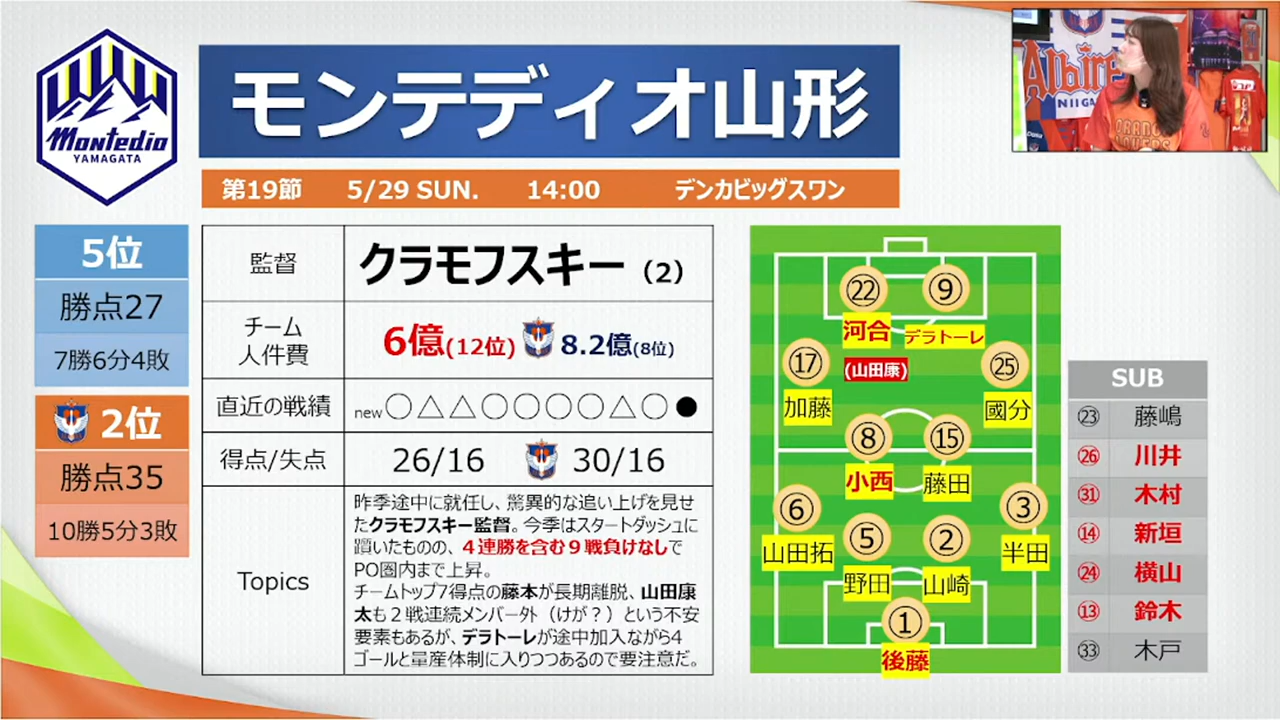 Montedio
YAMAGATA
モンテディオ山形
第19節 5/29 SUN. 14:00 デンカビッグスワン
5位
勝点27
7勝6分4敗
2位
勝点35
10勝5分3敗
監督 クラモフスキー (2)
チーム
人件費
6億(12位) 8.2億(8位)
直近の戦績 new○△△○○○○△○●
得点/失点 26/16 30/16
Topics
昨季途中に就任し、驚異的な追い上げを見せ
たクラモフスキー監督。今季はスタートダッシュに
躓いたものの、４連勝を含む９戦負けなしで
PO圏内まで上昇。
チームトップ7得点の藤本が長期離脱、山田康
太も２戦連続メンバー外（けが？）という不安
要素もあるが、デラトーレが途中加入ながら4
ゴールと量産体制に入りつつあるので要注意だ。
㉒ ⑨
河合 デラトーレ
(山田康)
⑰ ㉕
加藤 國分
⑧ ⑮
小西 藤田
⑥ ③
山田拓 半田
⑤ ②
野田 山崎
①
後藤
SUB
㉓ 藤嶋
㉖ 川井
㉛ 木村
⑭ 新垣
㉔ 横山
⑬ 鈴木
㉝ 木戸
Albire
NIIGA